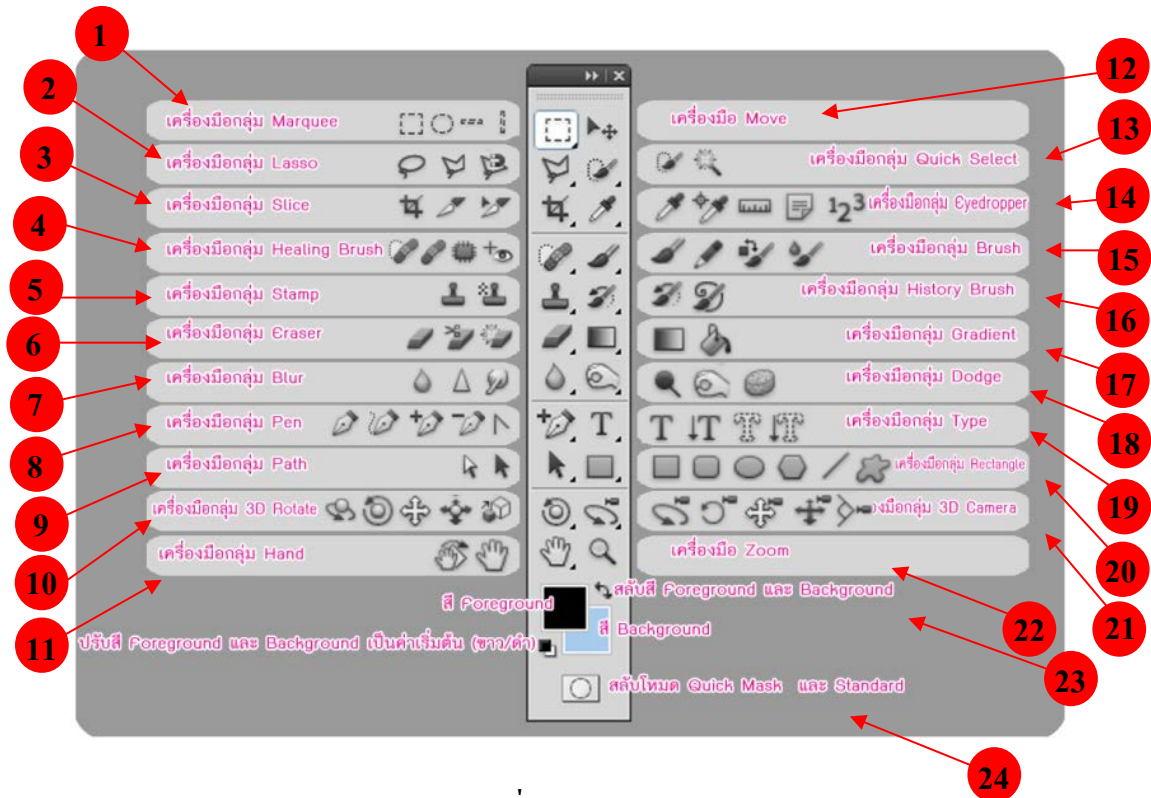 1
2
3
4
5
6
7
8
9
10
11
เครื่องมือกลุ่ม Marquee
เครื่องมือกลุ่ม Lasso
เครื่องมือกลุ่ม Slice
เครื่องมือกลุ่ม Healing Brush
เครื่องมือกลุ่ม Stamp
เครื่องมือกลุ่ม Eraser
เครื่องมือกลุ่ม Blur
เครื่องมือกลุ่ม Pen
เครื่องมือกลุ่ม Path
เครื่องมือกลุ่ม 3D Rotate
เครื่องมือกลุ่ม Hand
สี Foreground
ปรับสี Foreground และ Background เป็นค่าเริ่มต้น (ขาว/ดำ)
เครื่องมือ Move
เครื่องมือกลุ่ม Quick Select
123 เครื่องมือกลุ่ม Eyedropper
เครื่องมือกลุ่ม Brush
เครื่องมือกลุ่ม History Brush
เครื่องมือกลุ่ม Gradient
เครื่องมือกลุ่ม Dodge
T T T T เครื่องมือกลุ่ม Type
เครื่องมือกลุ่ม Rectangle
งมือกลุ่ม 3D Camera
เครื่องมือ Zoom
สลับสี Foreground และ Background
สี Background
สลับโหมด Quick Mask และ Standard
T
12
13
14
15
16
17
18
19
20
21
22
23
24